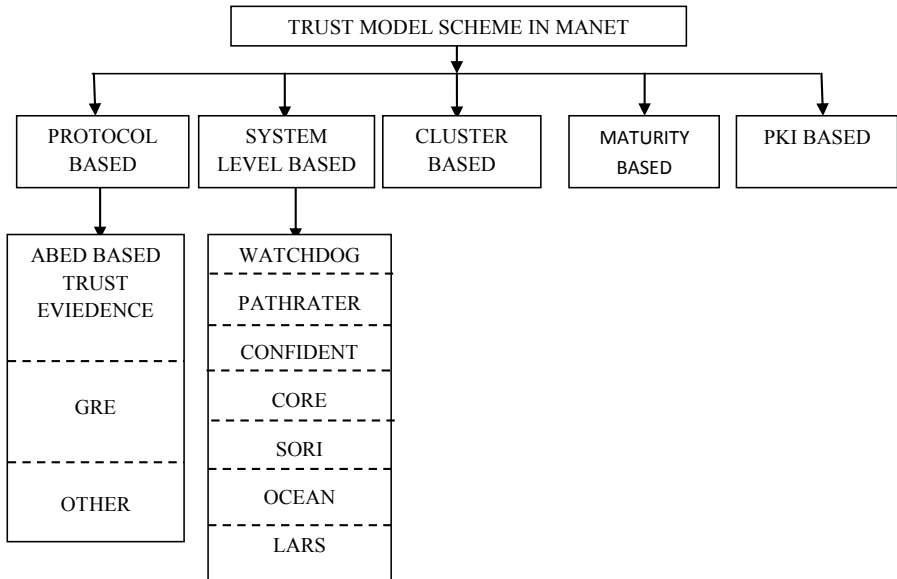 TRUST MODEL SCHEME IN MANET
PROTOCOL
BASED
SYSTEM
LEVEL BASED
CLUSTER
BASED
MATURITY
BASED
PKI BASED
ABED BASED
TRUST
EVIEDENCE
GRE
OTHER
WATCHDOG
PATHRATER
CONFIDENT
CORE
SORI
OCEAN
LARS